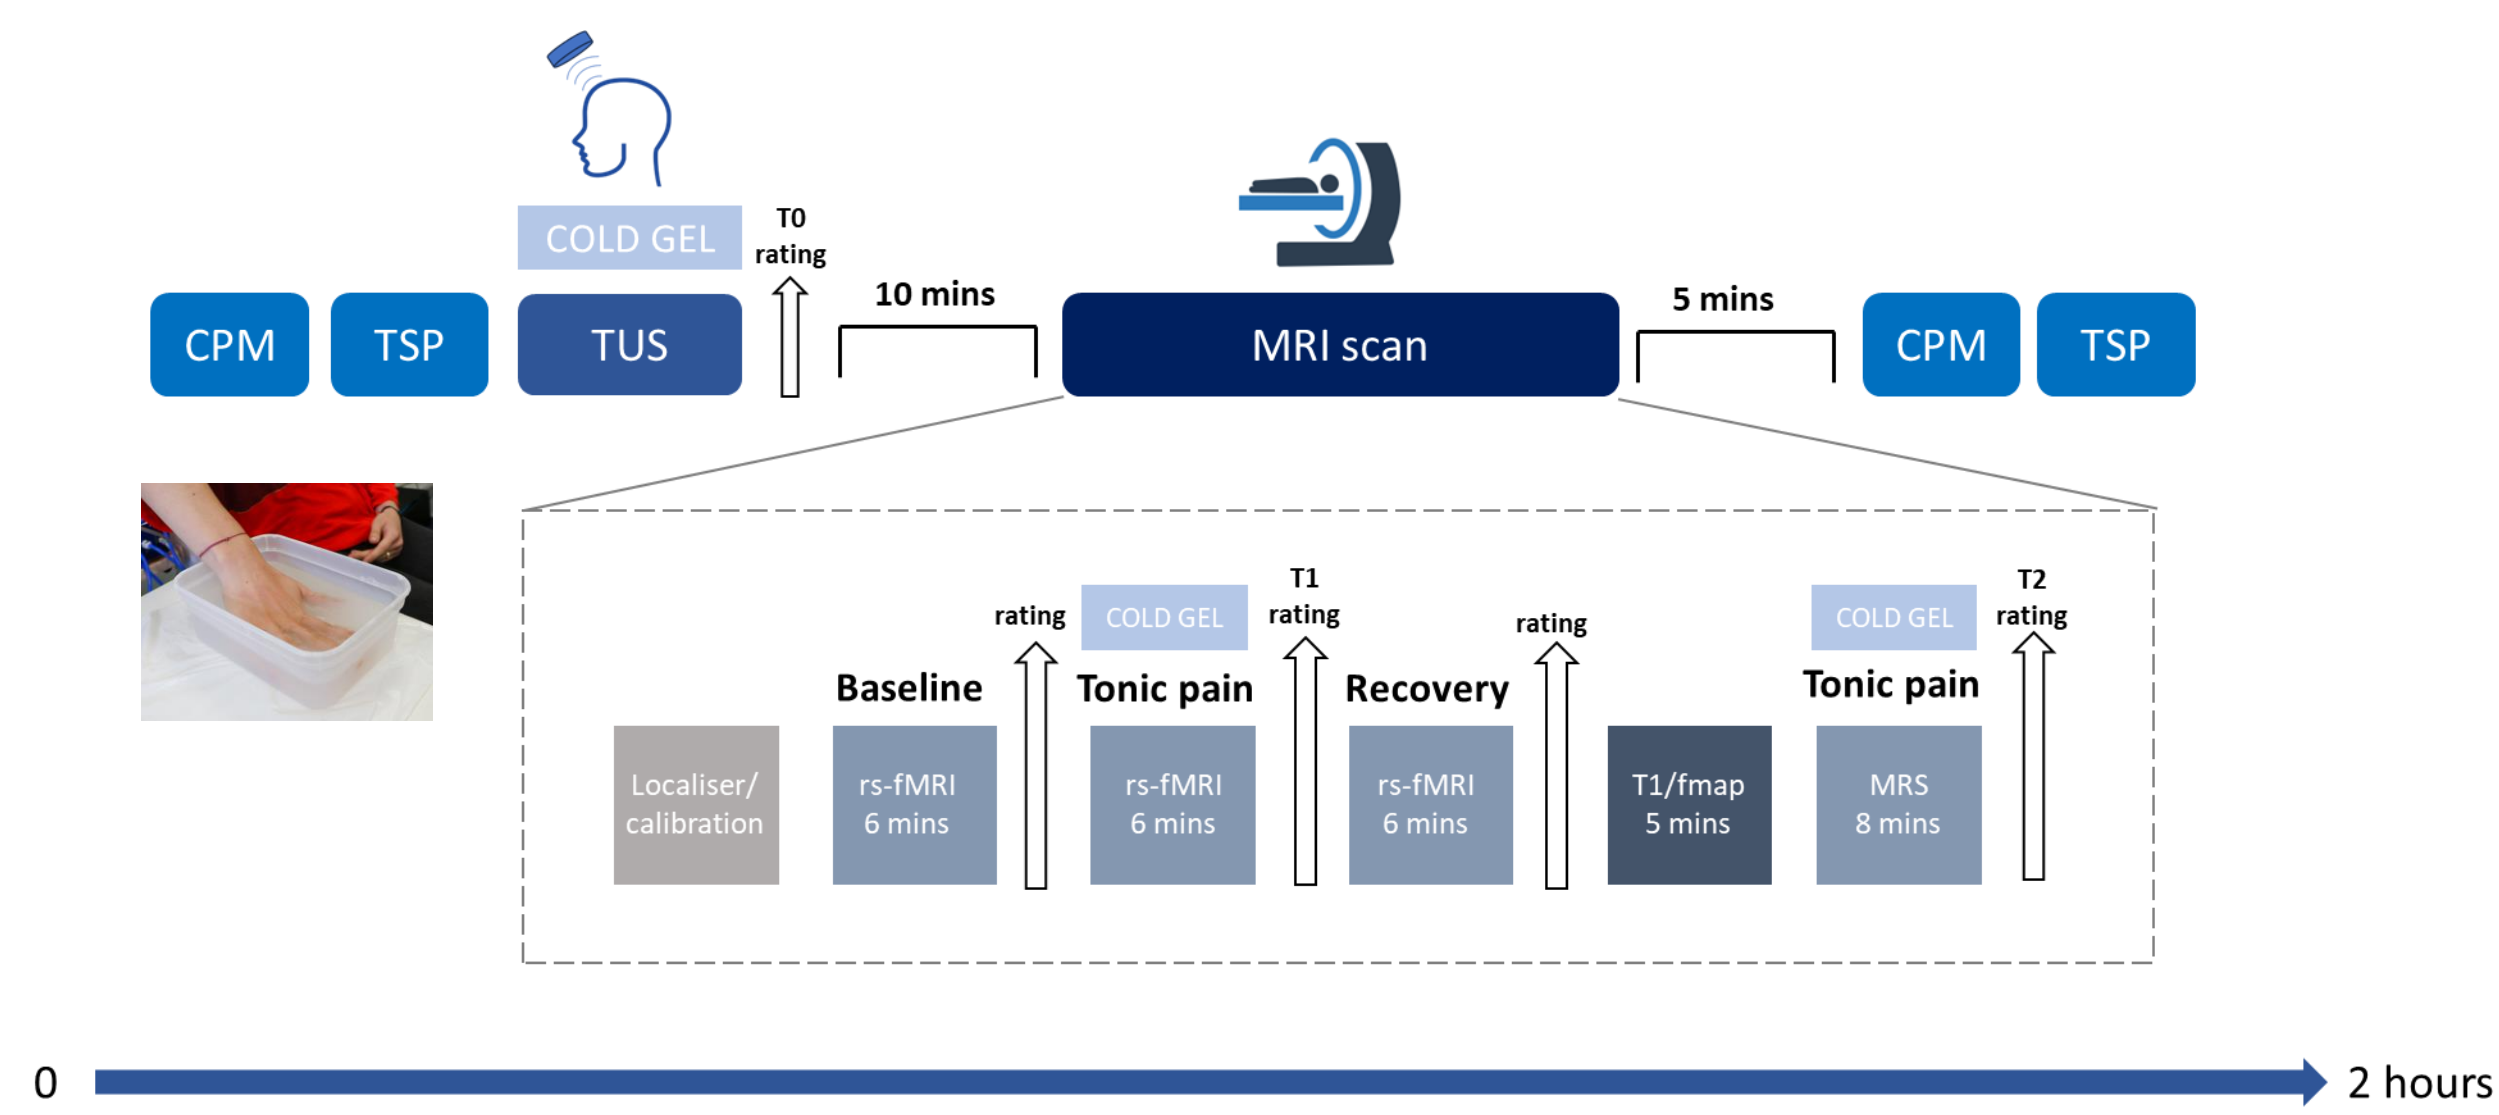 COLD GEL
T0
rating
CPM
TSP
TUS
10 mins
MRI scan
5 mins
CPM
TSP
rating
COLD GEL
T1
rating
rating
COLD GEL
T2
rating
Baseline
Tonic pain
Recovery
Tonic pain
Localiser/
calibration
rs-fMRI
6 mins
rs-fMRI
6 mins
rs-fMRI
6 mins
T1/fmap
5 mins
MRS
8 mins
0
2 hours